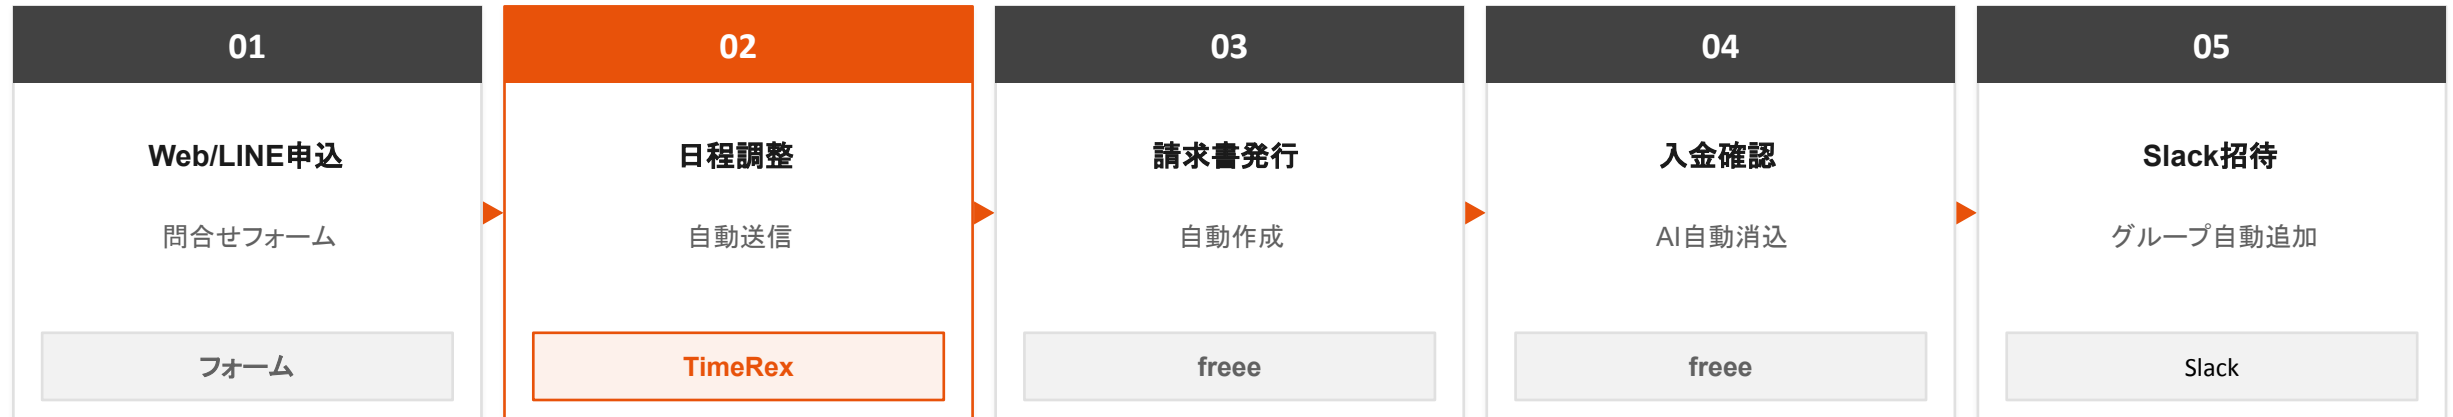 01
Web/LINE申込
問合せフォーム
フォーム
02
日程調整
自動送信
TimeRex
03
請求書発行
自動作成
freee
04
入金確認
AI自動消込
freee
05
Slack招待
グループ自動追加
Slack